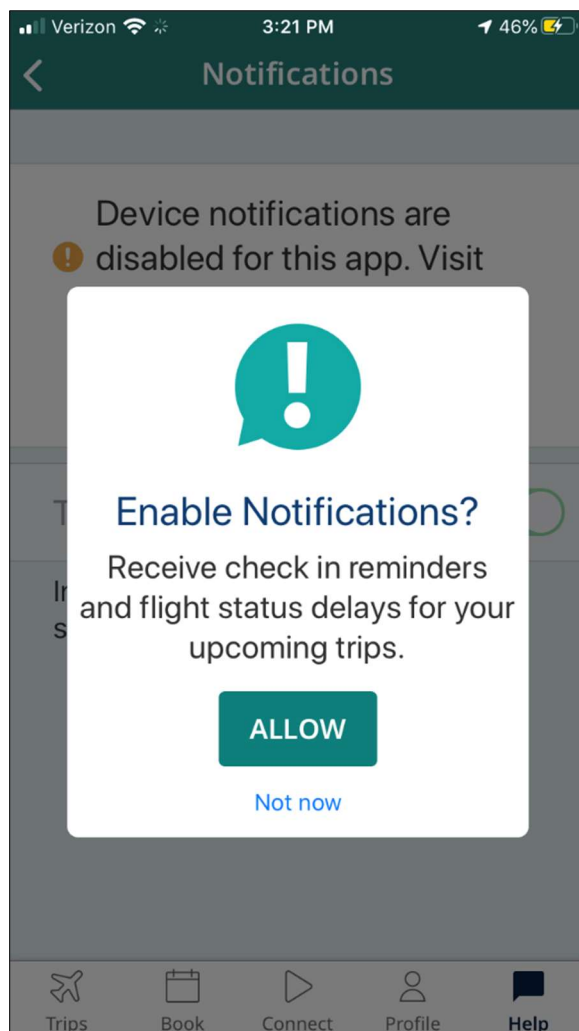 Verizon 3:21 PM 46%
Notifications
Device notifications are
disabled for this app. Visit
Enable Notifications?
Receive check in reminders
and flight status delays for your
upcoming trips.
ALLOW
Not now
Trips Book Connect Profile Help